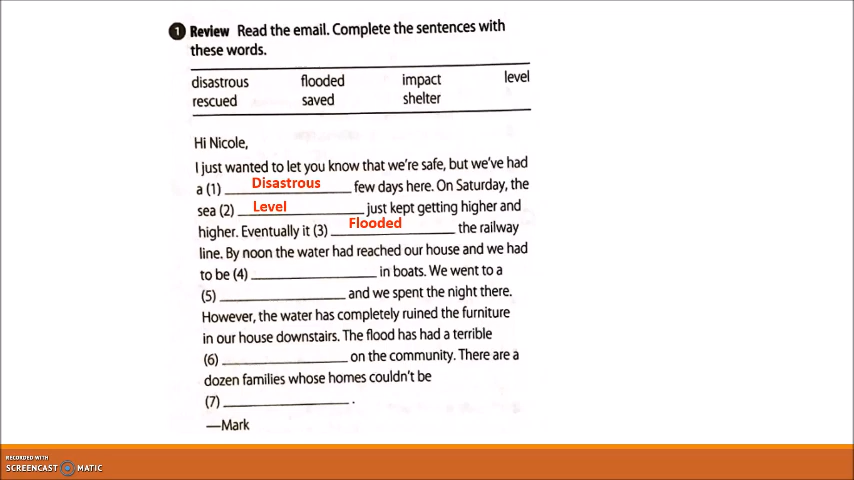 1 Review Read the email. Complete the sentences with
these words.
disastrous flooded impact level
rescued saved shelter
Hi Nicole,
I just wanted to let you know that we're safe, but we've had
a (1) Disastrous few days here. On Saturday, the
sea (2) Level just kept getting higher and
higher. Eventually it (3) Flooded the railway
line. By noon the water had reached our house and we had
to be (4) ____________ in boats. We went to a
(5) ____________ and we spent the night there.
However, the water has completely ruined the furniture
in our house downstairs. The flood has had a terrible
(6) ____________ on the community. There are a
dozen families whose homes couldn't be
(7) ____________ .
—Mark
RECORDED WITH
SCREENCAST MATIC